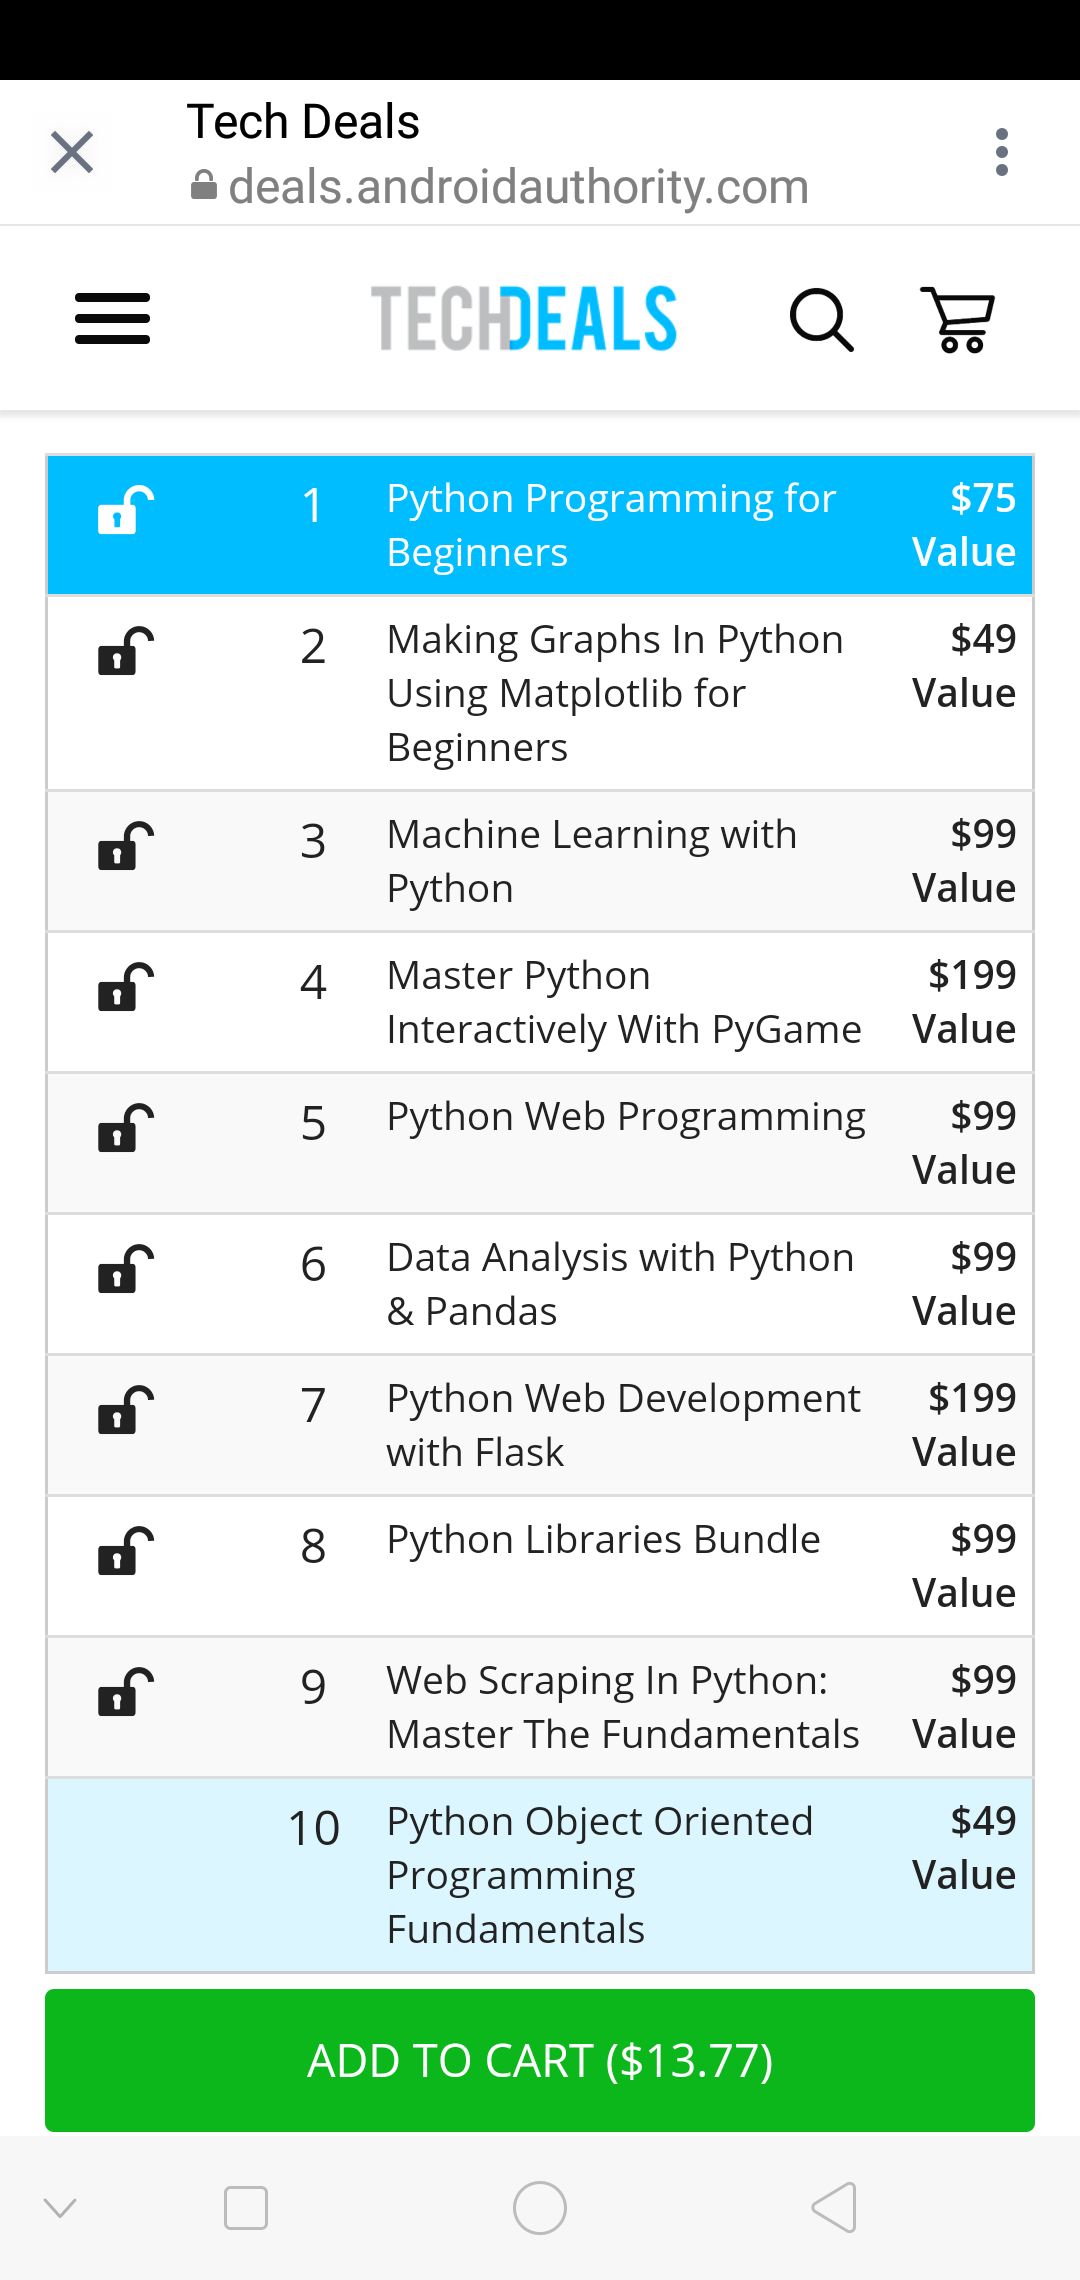 Tech Deals
deals.androidauthority.com
TECHDEALS
1 Python Programming for $75
Beginners Value
2 Making Graphs In Python $49
Using Matplotlib for Value
Beginners
3 Machine Learning with $99
Python Value
4 Master Python $199
Interactively With PyGame Value
5 Python Web Programming $99
Value
6 Data Analysis with Python $99
& Pandas Value
7 Python Web Development $199
with Flask Value
8 Python Libraries Bundle $99
Value
9 Web Scraping In Python: $99
Master The Fundamentals Value
10 Python Object Oriented $49
Programming Value
Fundamentals
ADD TO CART ($13.77)